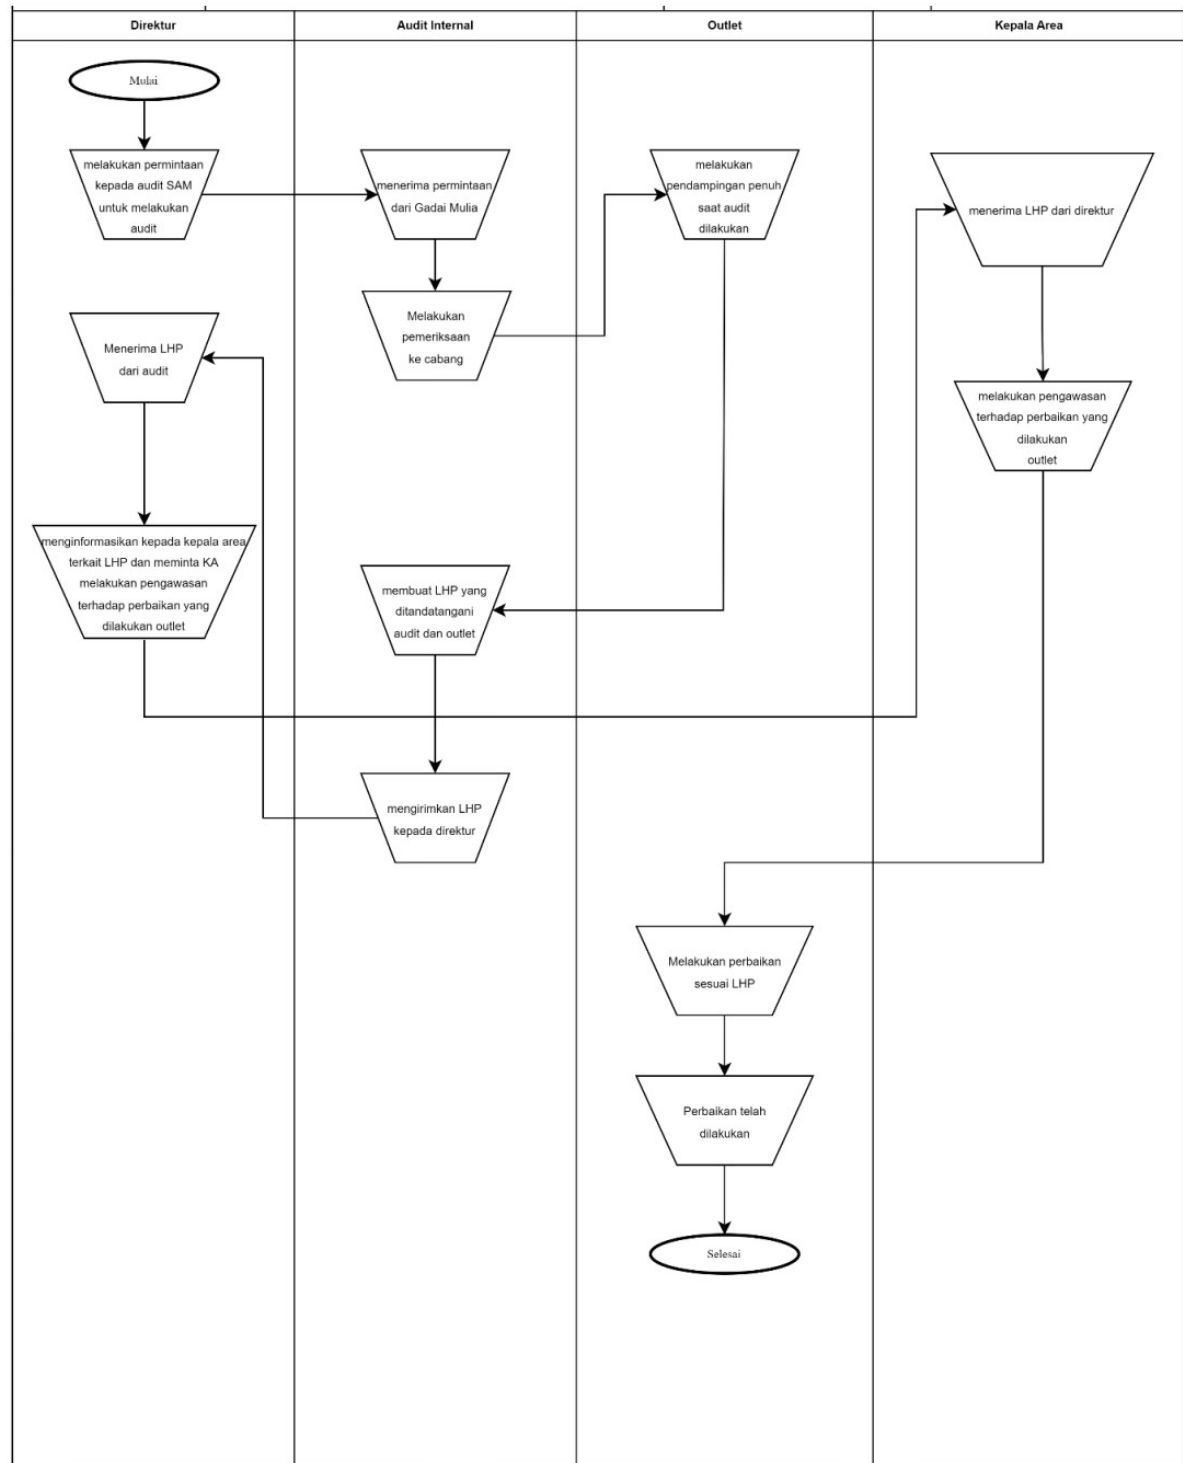 Direktur
Audit Internal
Outlet
Kepala Area
Mulai
melakukan permintaan
kepada audit SAM
untuk melakukan
audit
menerima permintaan
dari Gadai Mulia
melakukan
pendampingan penuh
saat audit
dilakukan
menerima LHP dari direktur
Melakukan
pemeriksaan
ke cabang
Menerima LHP
dari audit
melakukan pengawasan
terhadap perbaikan yang
dilakukan
outlet
menginformasikan kepada kepala area
terkait LHP dan meminta KA
melakukan pengawasan
terhadap perbaikan yang
dilakukan outlet
membuat LHP yang
ditandatangani
audit dan outlet
mengirimkan LHP
kepada direktur
Melakukan perbaikan
sesuai LHP
Perbaikan telah
dilakukan
Selesai